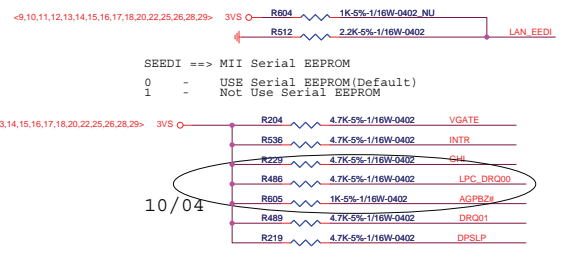 <9,10,11,12,13,14,15,16,17,18,20,22,25,26,28,29> 3VS R604 1K-5%-1/16W-0402_NU
R512 2.2K-5%-1/16W-0402 LAN_EEDI
SEEDI ==> MII Serial EEPROM
0 - USE Serial EEPROM(Default)
1 - Not Use Serial EEPROM
3,14,15,16,17,18,20,22,25,26,28,29> 3VS R204 4.7K-5%-1/16W-0402 VGATE
R536 4.7K-5%-1/16W-0402 INTR
R229 4.7K-5%-1/16W-0402 GHI
R486 4.7K-5%-1/16W-0402 LPC_DRQ00
10/04 R605 1K-5%-1/16W-0402 AGPBZ#
R489 4.7K-5%-1/16W-0402 DRQ01
R219 4.7K-5%-1/16W-0402 DPSLP